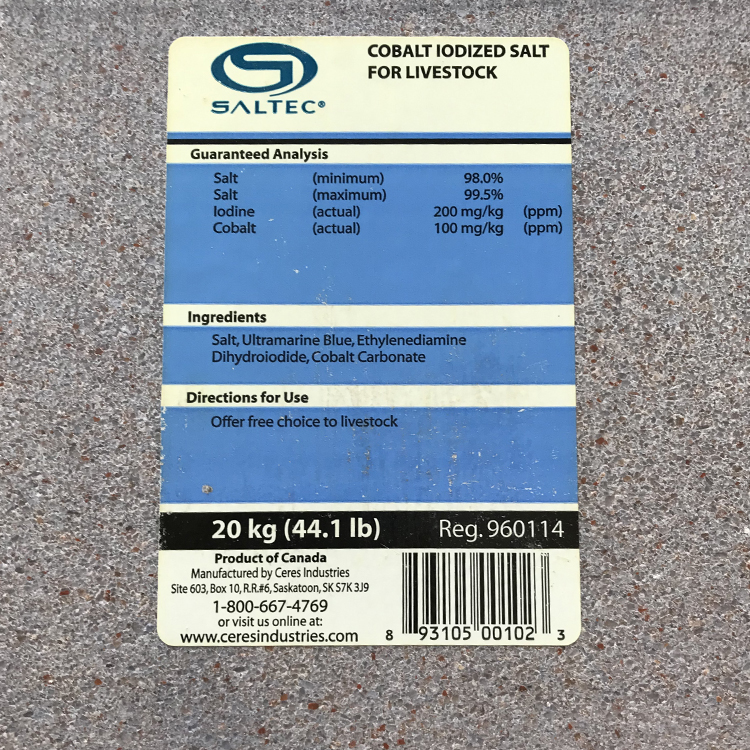 SALTEC®
COBALT IODIZED SALT
FOR LIVESTOCK
Guaranteed Analysis
Salt (minimum) 98.0%
Salt (maximum) 99.5%
Iodine (actual) 200 mg/kg (ppm)
Cobalt (actual) 100 mg/kg (ppm)
Ingredients
Salt, Ultramarine Blue, Ethylenediamine
Dihydroiodide, Cobalt Carbonate
Directions for Use
Offer free choice to livestock
20 kg (44.1 lb) Reg. 960114
Product of Canada
Manufactured by Ceres Industries
Site 603, Box 10, R.R.#6, Saskatoon, SK S7K 3J9
1-800-667-4769
or visit us online at:
www.ceresindustries.com
8 93105 00102 3